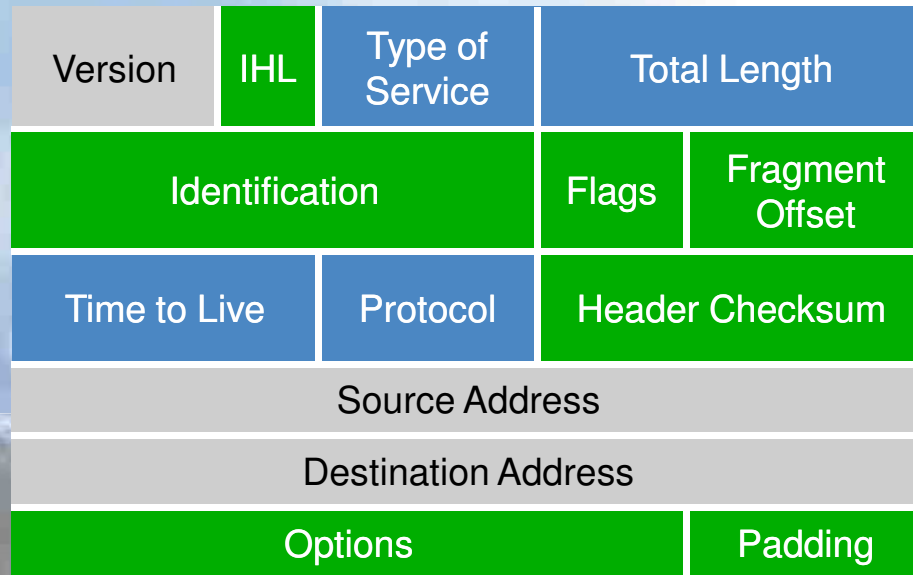 Version
IHL
Type of
Service
Total Length
Identification
Flags
Fragment
Offset
Time to Live
Protocol
Header Checksum
Source Address
Destination Address
Options
Padding